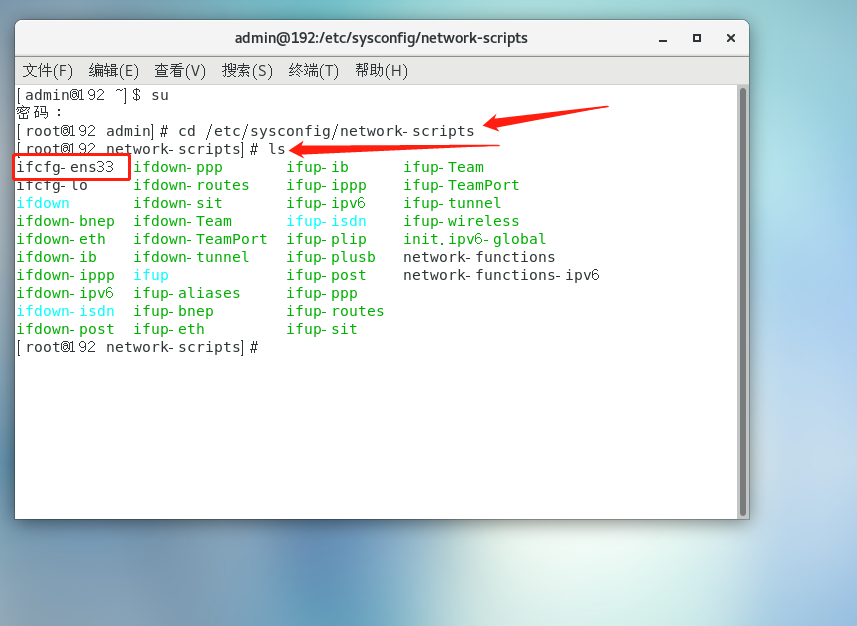 admin@192:/etc/sysconfig/network-scripts
文件(F) 编辑(E) 查看(V) 搜索(S) 终端(T) 帮助(H)
[admin@192 ~]$ su
密码：
[root@192 admin]# cd /etc/sysconfig/network-scripts
[root@192 network-scripts]# ls
ifcfg-ens33 ifdown-ppp ifup-ib ifup-Team
ifcfg-lo ifdown-routes ifup-ippp ifup-TeamPort
ifdown ifdown-sit ifup-ipv6 ifup-tunnel
ifdown-bnep ifdown-Team ifup-isdn ifup-wireless
ifdown-eth ifdown-TeamPort ifup-plip init.ipv6-global
ifdown-ib ifdown-tunnel ifup-plusb network-functions
ifdown-ippp ifup ifup-post network-functions-ipv6
ifdown-ipv6 ifup-aliases ifup-ppp
ifdown-isdn ifup-bnep ifup-routes
ifdown-post ifup-eth ifup-sit
[root@192 network-scripts]#